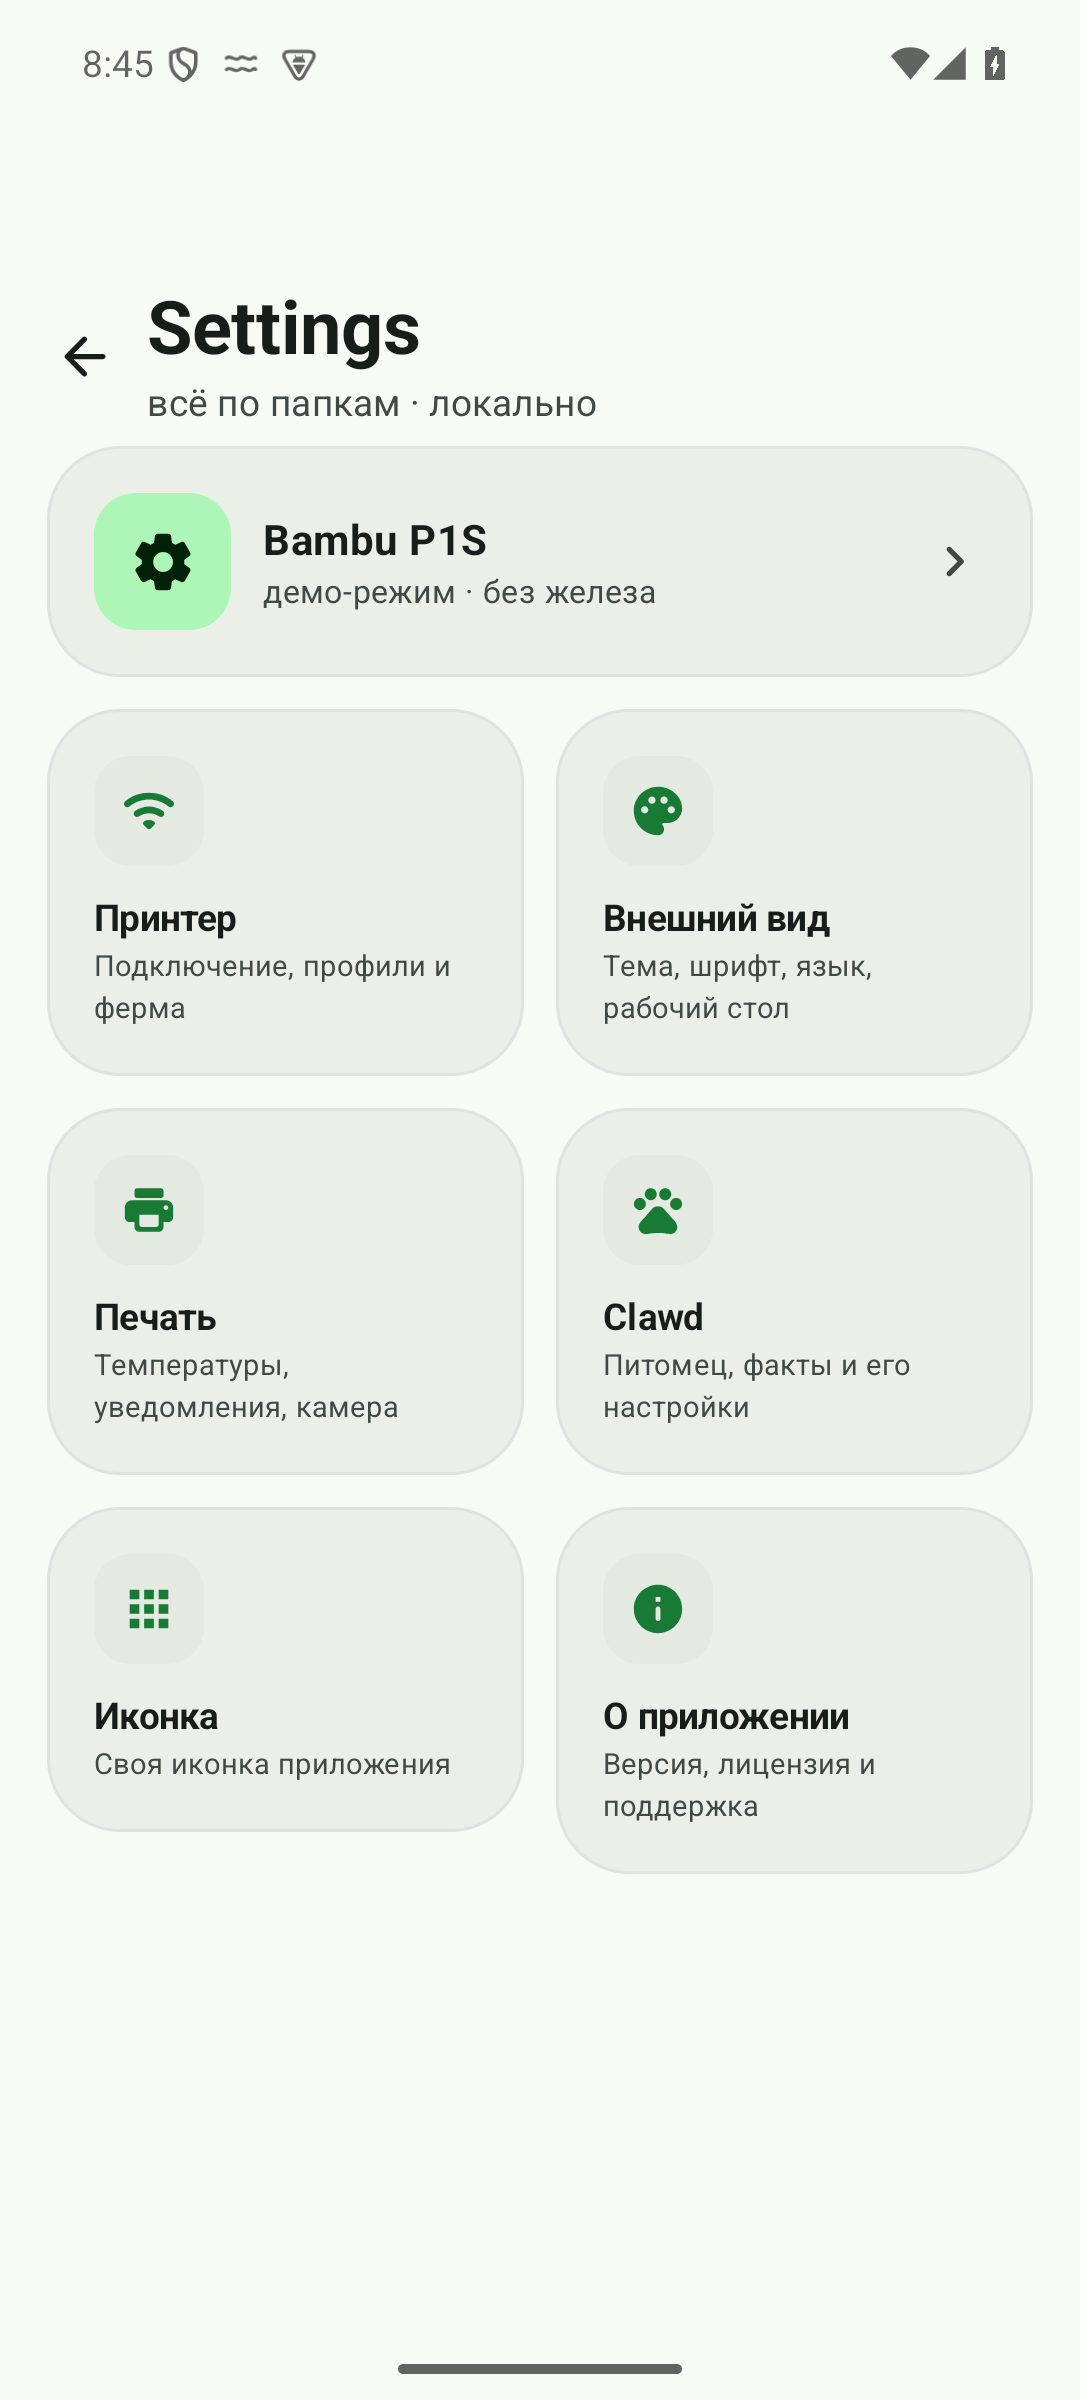 8:45
Settings
всё по папкам · локально
Bambu P1S
демо-режим · без железа
Принтер
Подключение, профили и
ферма
Внешний вид
Тема, шрифт, язык,
рабочий стол
Печать
Температуры,
уведомления, камера
Clawd
Питомец, факты и его
настройки
Иконка
Своя иконка приложения
О приложении
Версия, лицензия и
поддержка